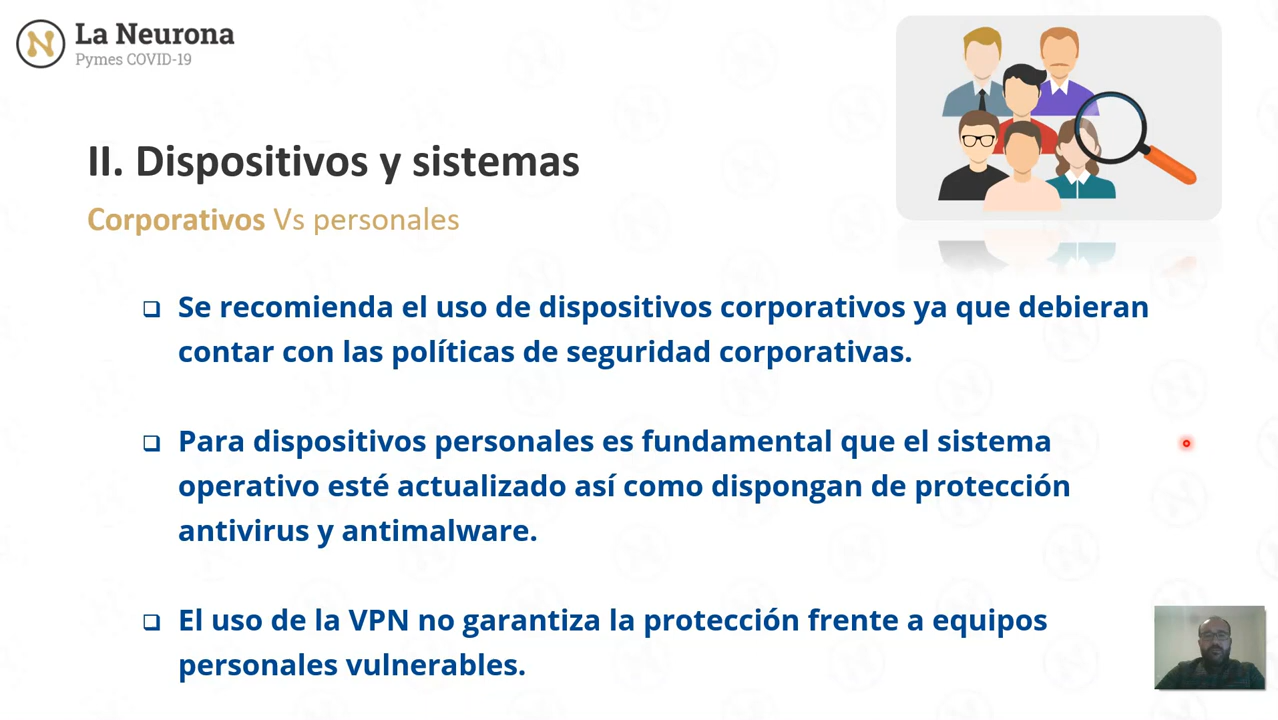 La Neurona
Pymes COVID-19
II. Dispositivos y sistemas
Corporativos Vs personales
Se recomienda el uso de dispositivos corporativos ya que debieran
contar con las políticas de seguridad corporativas.
Para dispositivos personales es fundamental que el sistema
operativo esté actualizado así como dispongan de protección
antivirus y antimalware.
El uso de la VPN no garantiza la protección frente a equipos
personales vulnerables.